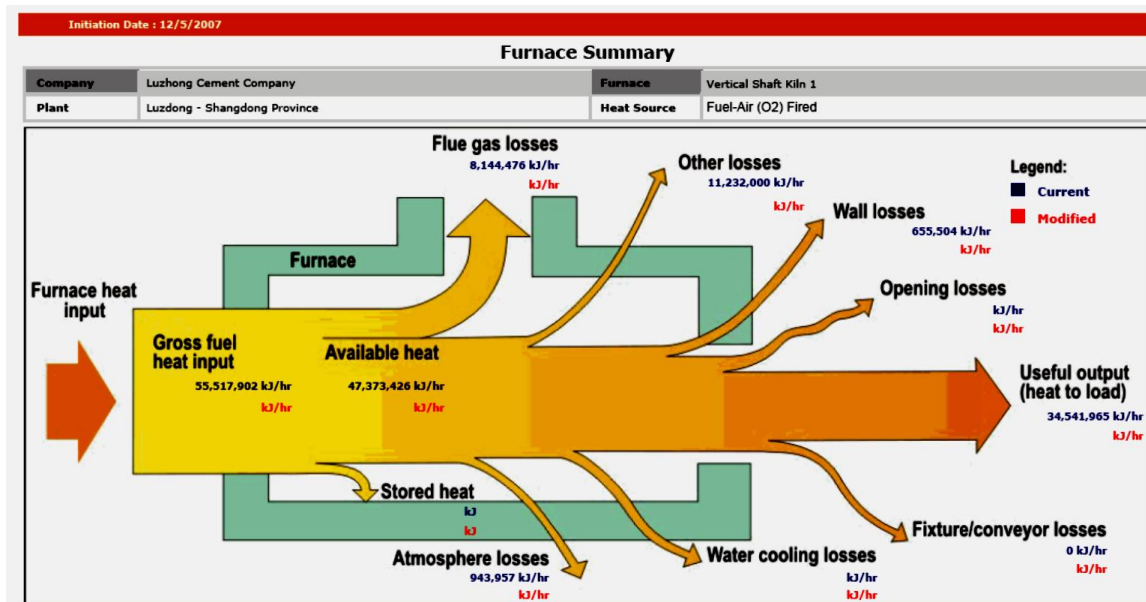 Initiation Date : 12/5/2007
Furnace Summary
Company Luzhong Cement Company Furnace Vertical Shaft Kiln 1
Plant Luzdong - Shangdong Province Heat Source Fuel-Air (O2) Fired
Flue gas losses
8,144,476 kJ/hr
kJ/hr
Other losses
11,232,000 kJ/hr
kJ/hr
Legend:
Current
Modified
Wall losses
655,504 kJ/hr
kJ/hr
Furnace
Furnace heat
input
Opening losses
kJ/hr
kJ/hr
Gross fuel
heat input
55,517,902 kJ/hr
kJ/hr
Available heat
47,373,426 kJ/hr
kJ/hr
Useful output
(heat to load)
34,541,965 kJ/hr
kJ/hr
Stored heat
kJ
kJ
Atmosphere losses
943,957 kJ/hr
kJ/hr
Water cooling losses
kJ/hr
kJ/hr
Fixture/conveyor losses
0 kJ/hr
kJ/hr